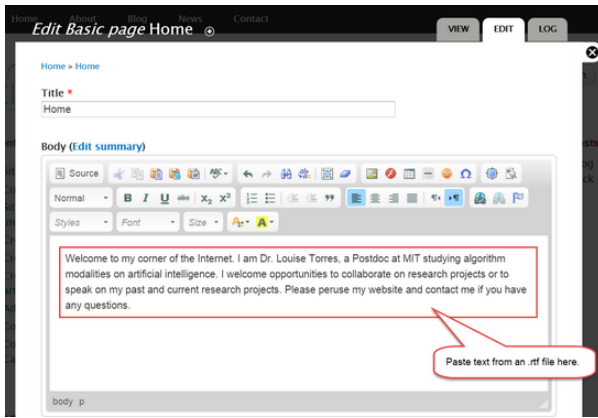 Home About Blog News Contact
Edit Basic page Home
VIEW EDIT LOG
Home » Home
Title *
Home
Body (Edit summary)
Source
Normal B I U abc X₂ X²
Styles Font Size A A
Welcome to my corner of the Internet. I am Dr. Louise Torres, a Postdoc at MIT studying algorithm
modalities on artificial intelligence. I welcome opportunities to collaborate on research projects or to
speak on my past and current research projects. Please peruse my website and contact me if you have
any questions.
Paste text from an .rtf file here.
body p